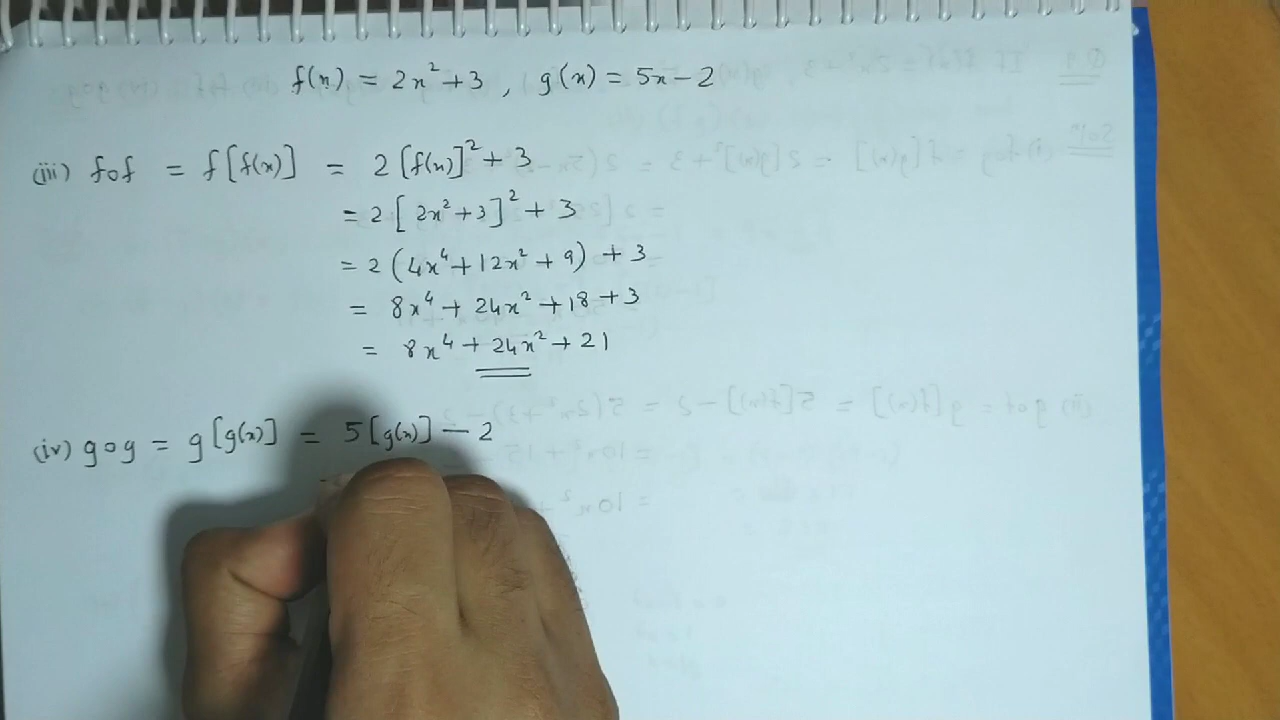 f(x) = 2x²+3 , g(x) = 5x-2
(iii) fof = f[f(x)] = 2[f(x)]²+3
= 2[2x²+3]²+3
= 2(4x⁴+12x²+9)+3
= 8x⁴+24x²+18+3
= 8x⁴+24x²+21
(iv) gog = g[g(x)] = 5[g(x)]-2